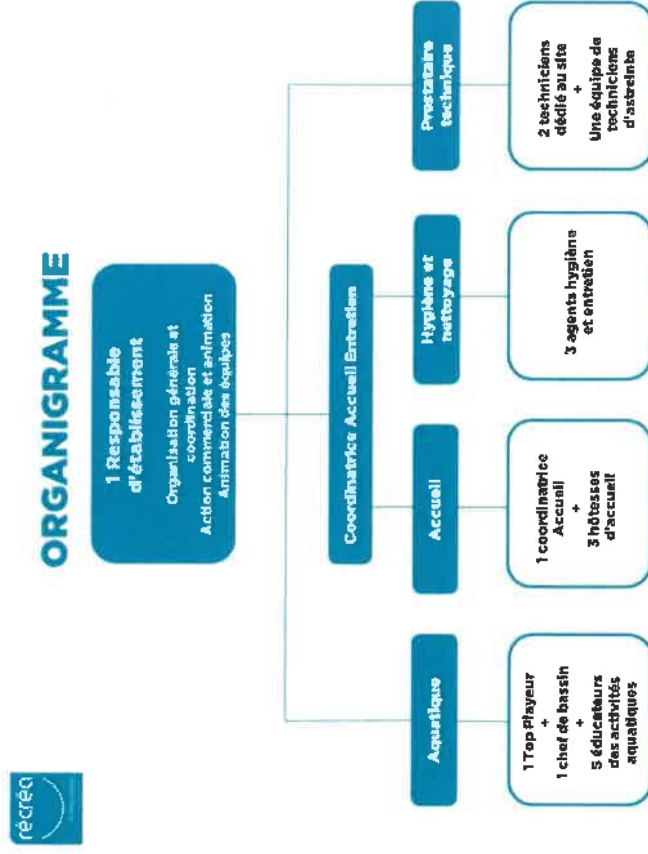 récréa
ORGANIGRAMME
1 Responsable
d'établissement
Organisation générale et
coordination
Action commerciale et animation
Animation des équipes
Coordinatrice Accueil Entretien
Aquatique
Accueil
Hygiène et
nettoyage
Prestataire
technique
1 Top Playeur
+
1 chef de bassin
+
5 éducateurs
des activités
aquatiques
1 coordinatrice
Accueil
+
3 hôtesses
d'accueil
3 agents hygiène
et entretien
2 techniciens
dédié au site
+
Une équipe de
techniciens
d'astreinte